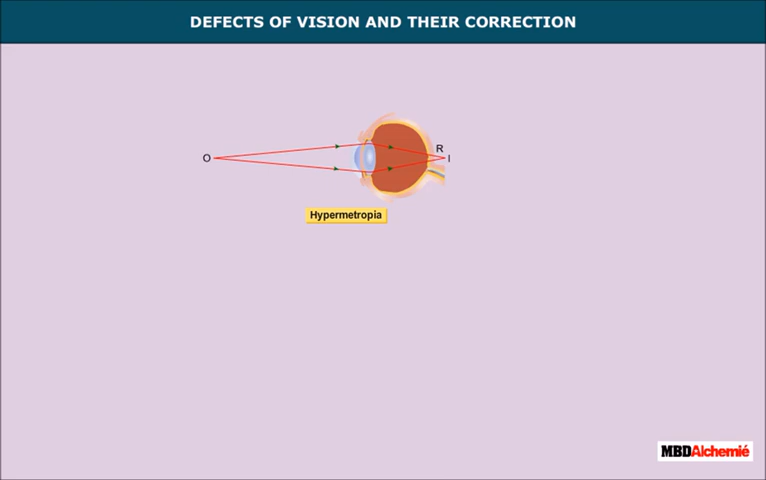 DEFECTS OF VISION AND THEIR CORRECTION
R
O
I
Hypermetropia
MBDAlchemié